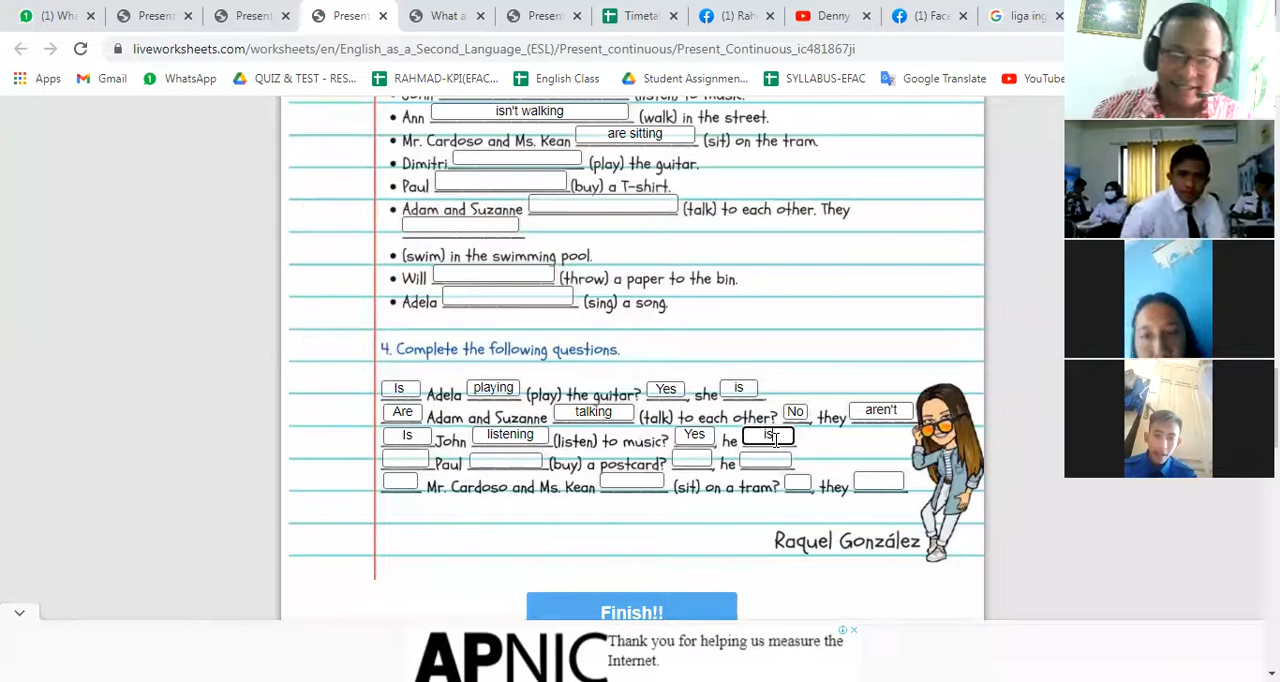 Wha
Present
Present
Present
What a
Present
Timeta
(1) Rah
Denny
(1) Face
liga ing
liveworksheets.com/worksheets/en/English_as_a_Second_Language_(ESL)/Present_continuous/Present_Continuous_ic481867ji
Apps Gmail WhatsApp QUIZ & TEST - RES... RAHMAD-KPI(EFAC... English Class Student Assignmen... SYLLABUS-EFAC Google Translate YouTube
John (listen) to music.
• Ann isn't walking (walk) in the street.
• Mr. Cardoso and Ms. Kean are sitting (sit) on the tram.
• Dimitri (play) the guitar.
• Paul (buy) a T-shirt.
• Adam and Suzanne (talk) to each other. They
• (swim) in the swimming pool.
• Will (throw) a paper to the bin.
• Adela (sing) a song.
4. Complete the following questions.
Is Adela playing (play) the guitar? Yes, she is
Are Adam and Suzanne talking (talk) to each other? No, they aren't
Is John listening (listen) to music? Yes, he is
Paul (buy) a postcard? , he
Mr. Cardoso and Ms. Kean (sit) on a tram? , they
Raquel González
Finish!!
APNIC
Thank you for helping us measure the
Internet.